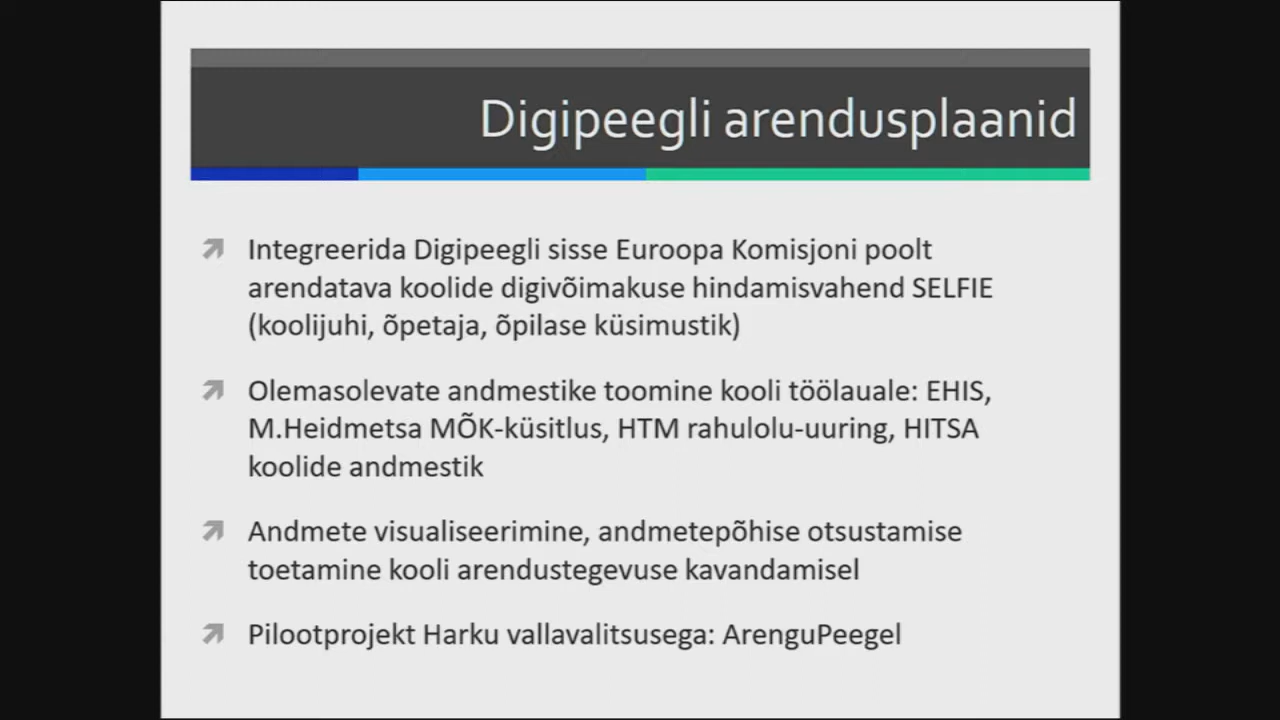 Digipeegli arendusplaanid
Integreerida Digipeegli sisse Euroopa Komisjoni poolt
arendatava koolide digivõimakuse hindamisvahend SELFIE
(koolijuhi, õpetaja, õpilase küsimustik)
Olemasolevate andmestike toomine kooli töölauale: EHIS,
M.Heidmetsa MÕK-küsitlus, HTM rahulolu-uuring, HITSA
koolide andmestik
Andmete visualiseerimine, andmetepõhise otsustamise
toetamine kooli arendustegevuse kavandamisel
Pilootprojekt Harku vallavalitsusega: ArenguPeegel